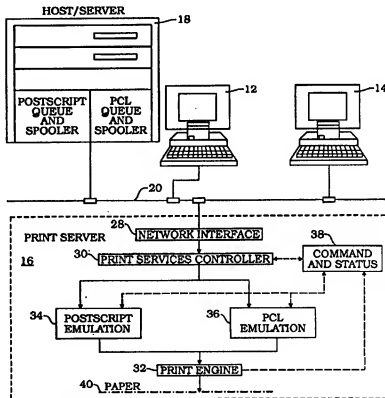 HOST/SERVER
18
POSTSCRIPT QUEUE AND SPOOLER
PCL QUEUE AND SPOOLER
12
14
20
28
NETWORK INTERFACE
38
PRINT SERVER
16
30
PRINT SERVICES CONTROLLER
COMMAND AND STATUS
34
POSTSCRIPT EMULATION
36
PCL EMULATION
32
PRINT ENGINE
40
PAPER